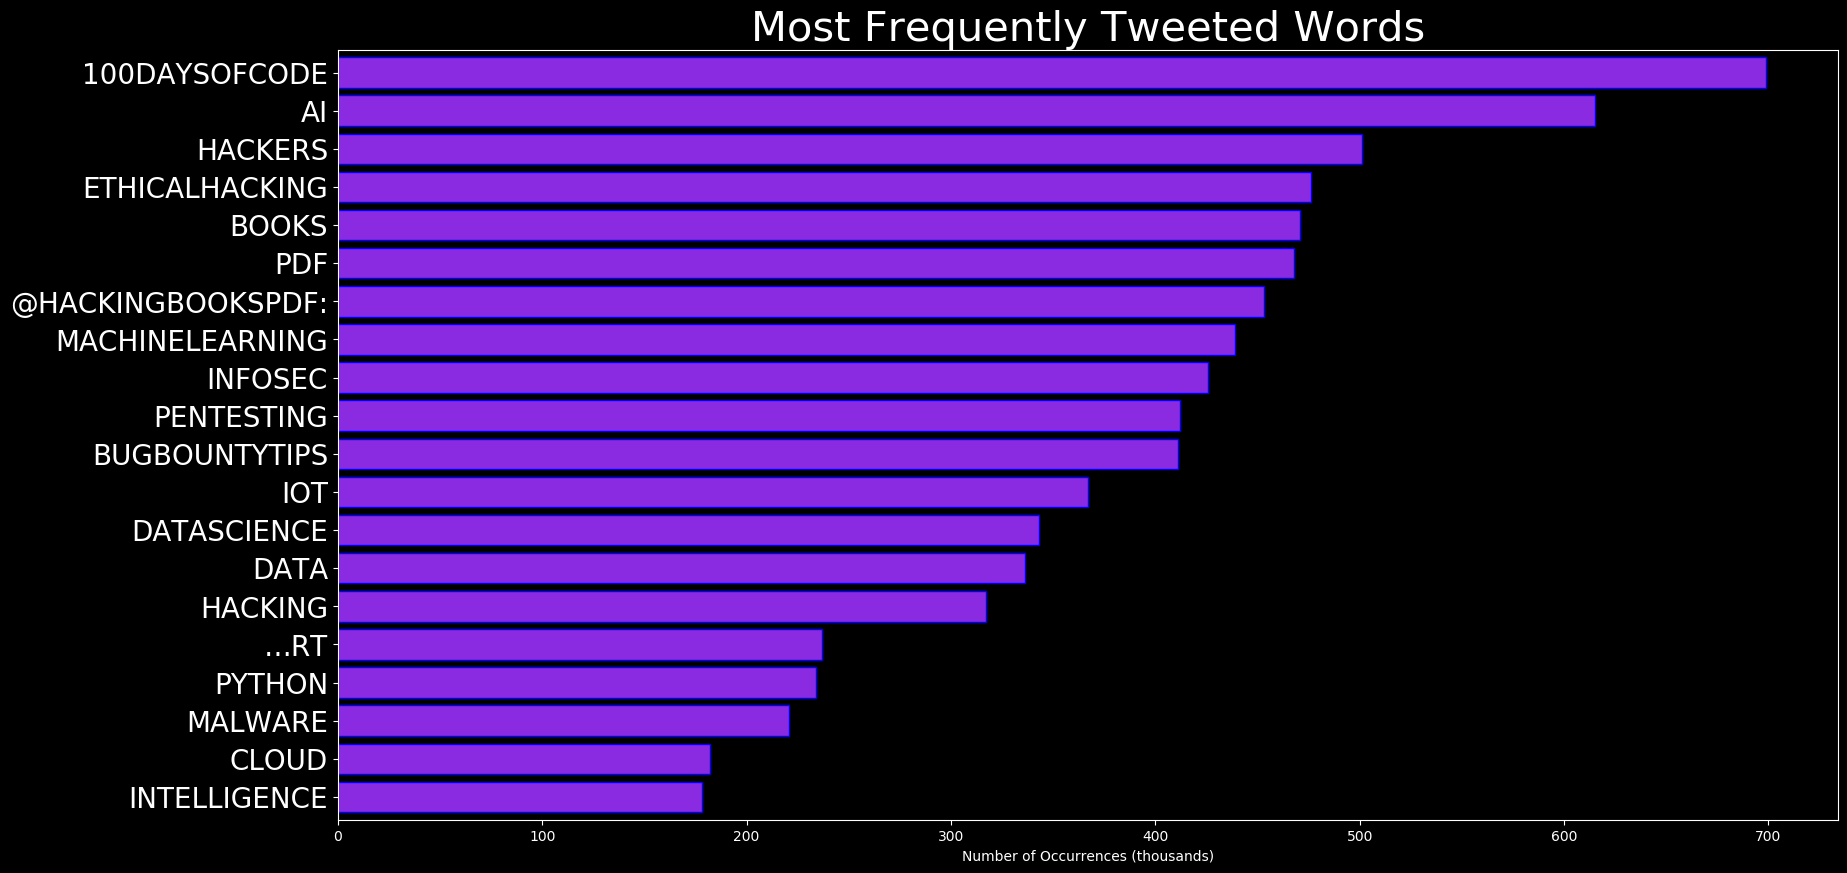 Most Frequently Tweeted Words
100DAYSOFCODE
AI
HACKERS
ETHICALHACKING
BOOKS
PDF
@HACKINGBOOKSPDF:
MACHINELEARNING
INFOSEC
PENTESTING
BUGBOUNTYTIPS
IOT
DATASCIENCE
DATA
HACKING
…RT
PYTHON
MALWARE
CLOUD
INTELLIGENCE
0 100 200 300 400 500 600 700
Number of Occurrences (thousands)